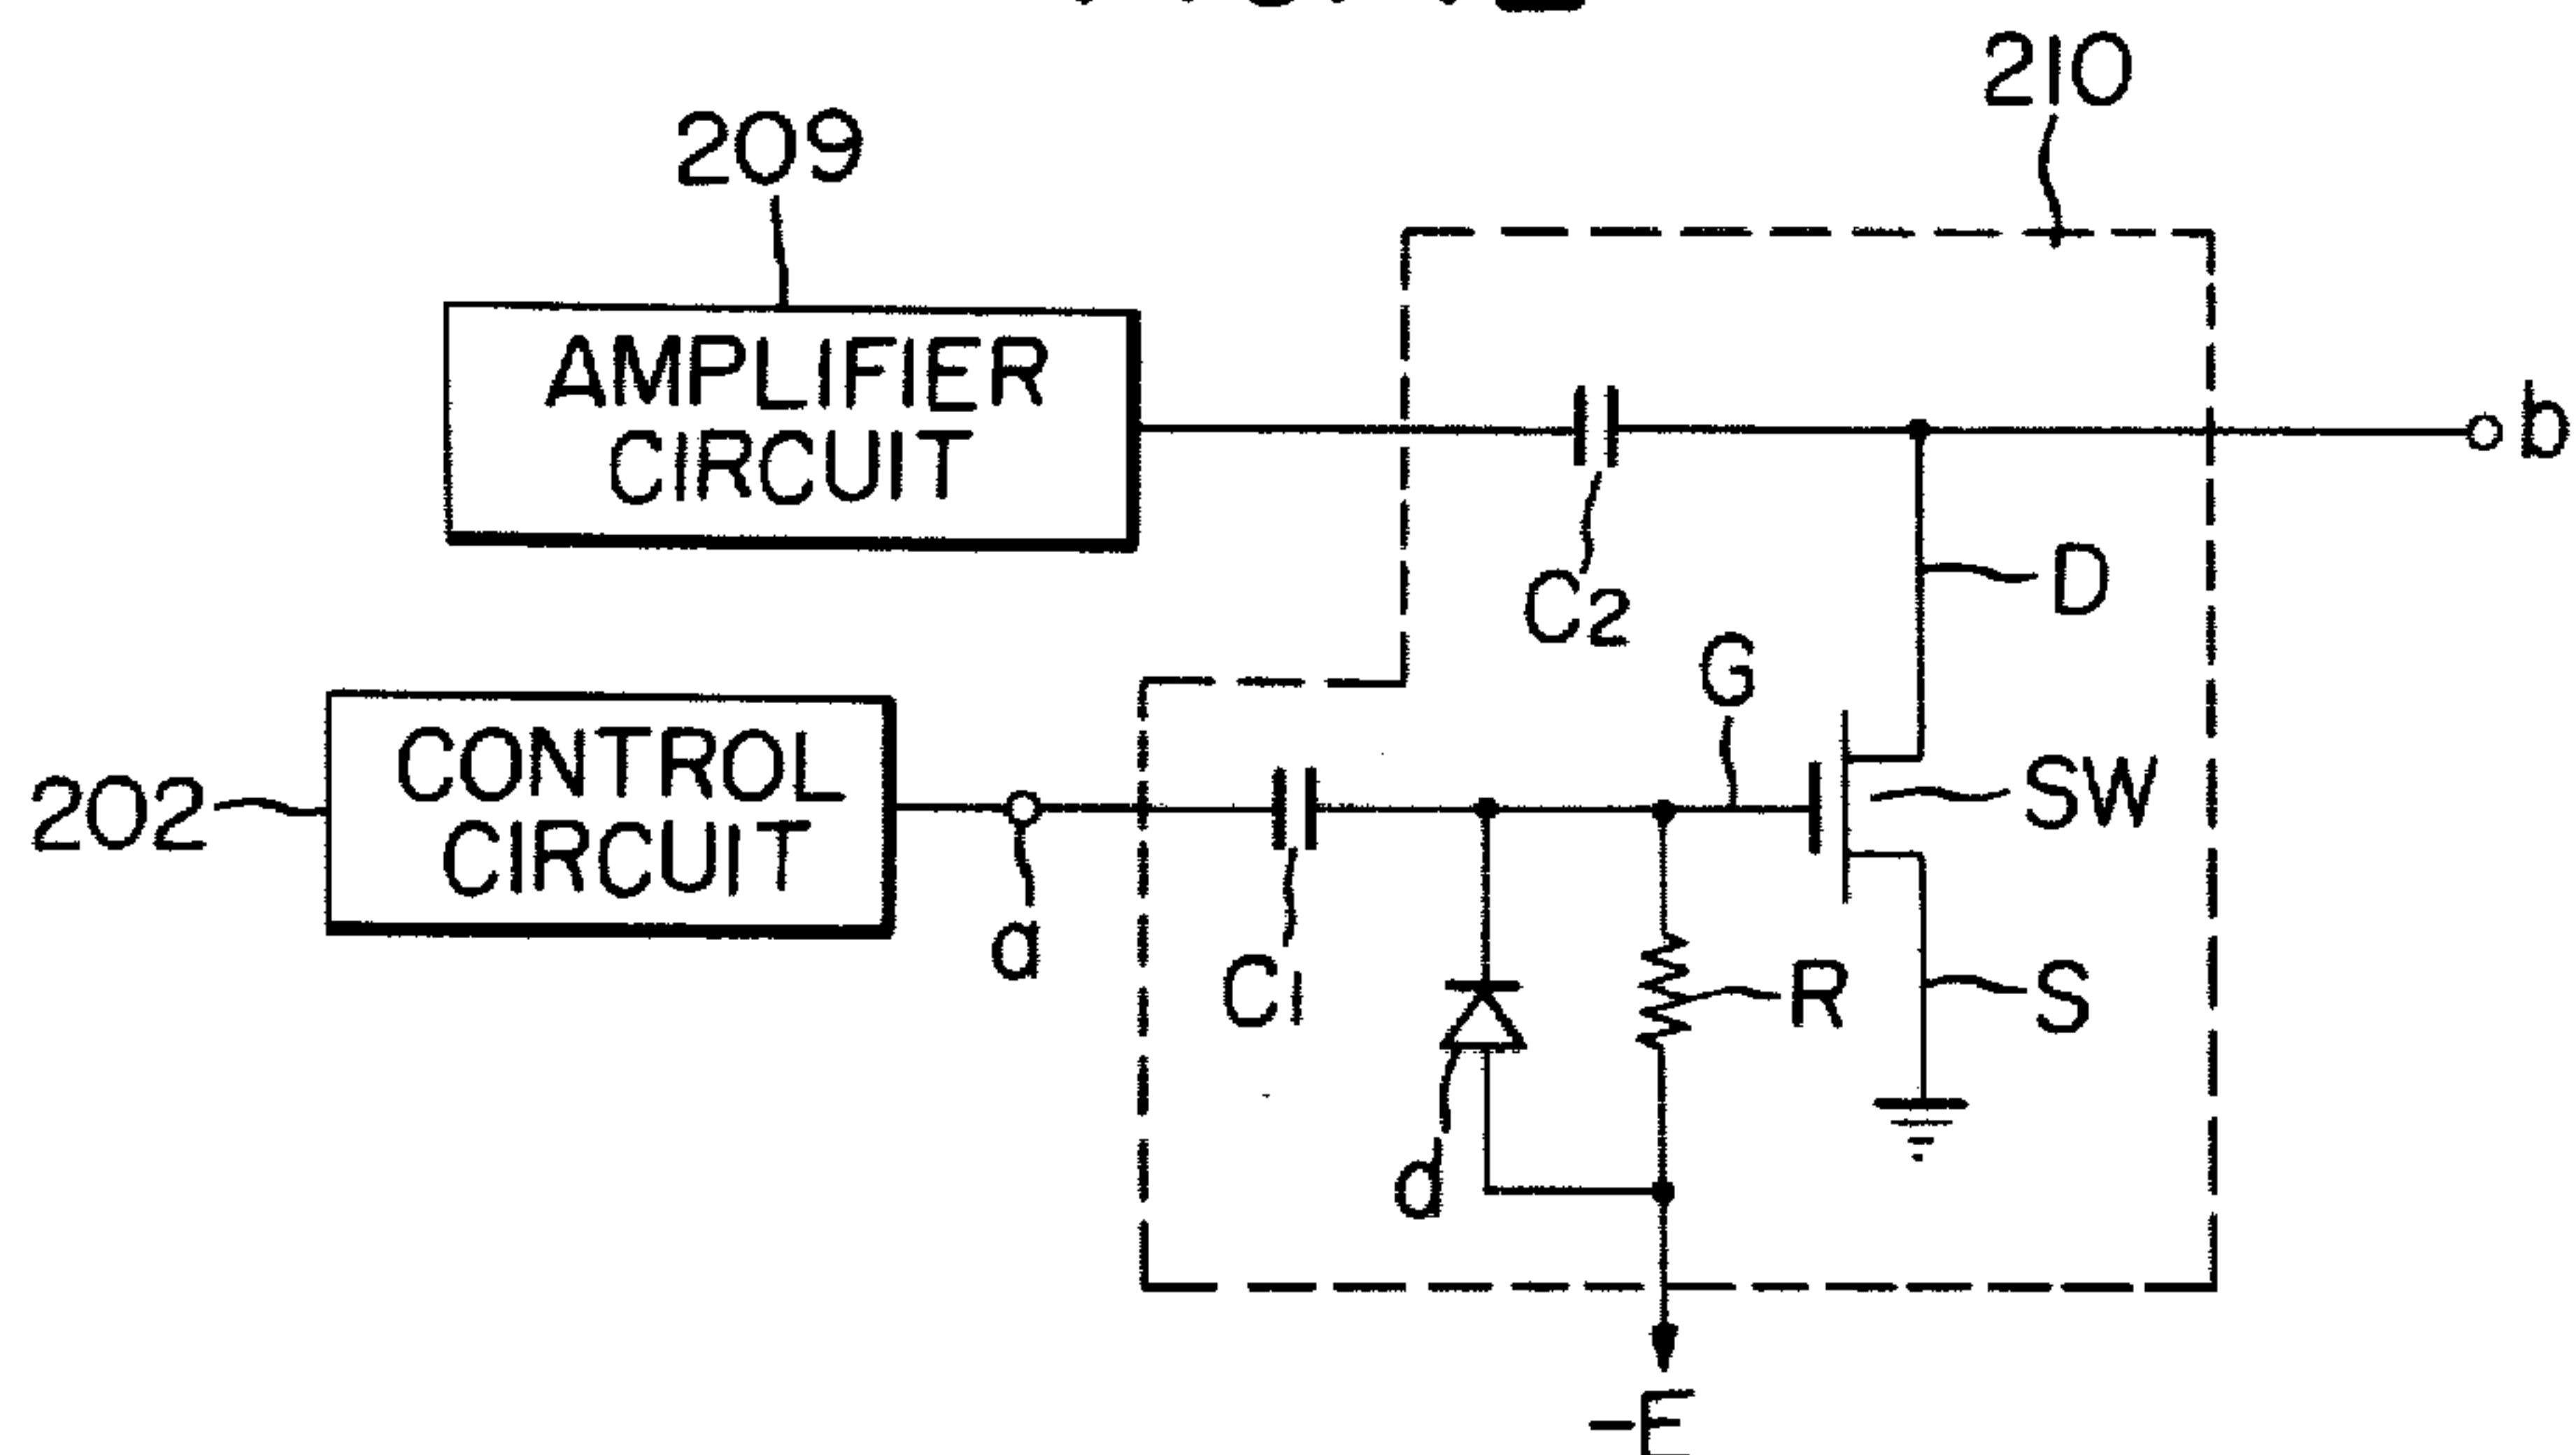 210
209
AMPLIFIER
CIRCUIT
b
C2
D
G
CONTROL
CIRCUIT
202
SW
a
C1
R
S
d
-E